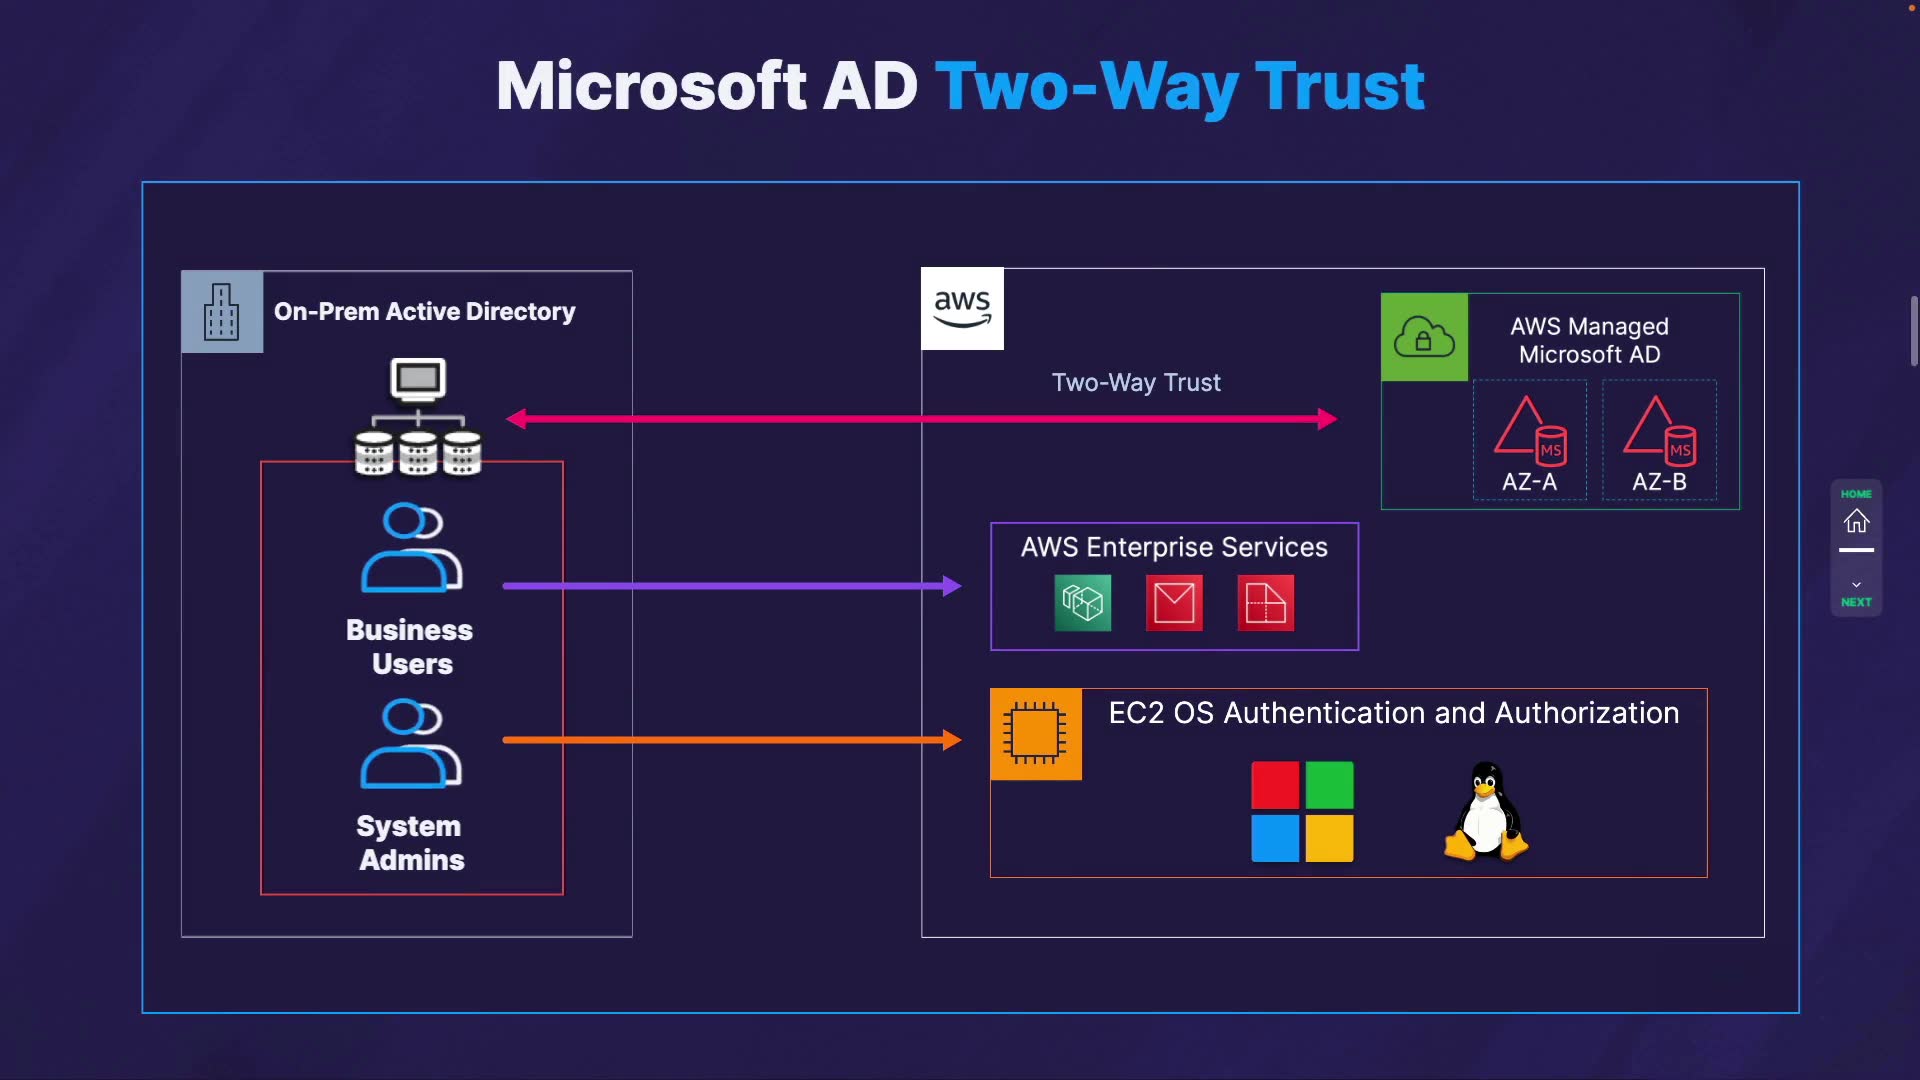 Microsoft AD Two-Way Trust
On-Prem Active Directory
Business
Users
System
Admins
aws
Two-Way Trust
AWS Managed
Microsoft AD
MS
AZ-A
MS
AZ-B
AWS Enterprise Services
EC2 OS Authentication and Authorization
HOME
NEXT